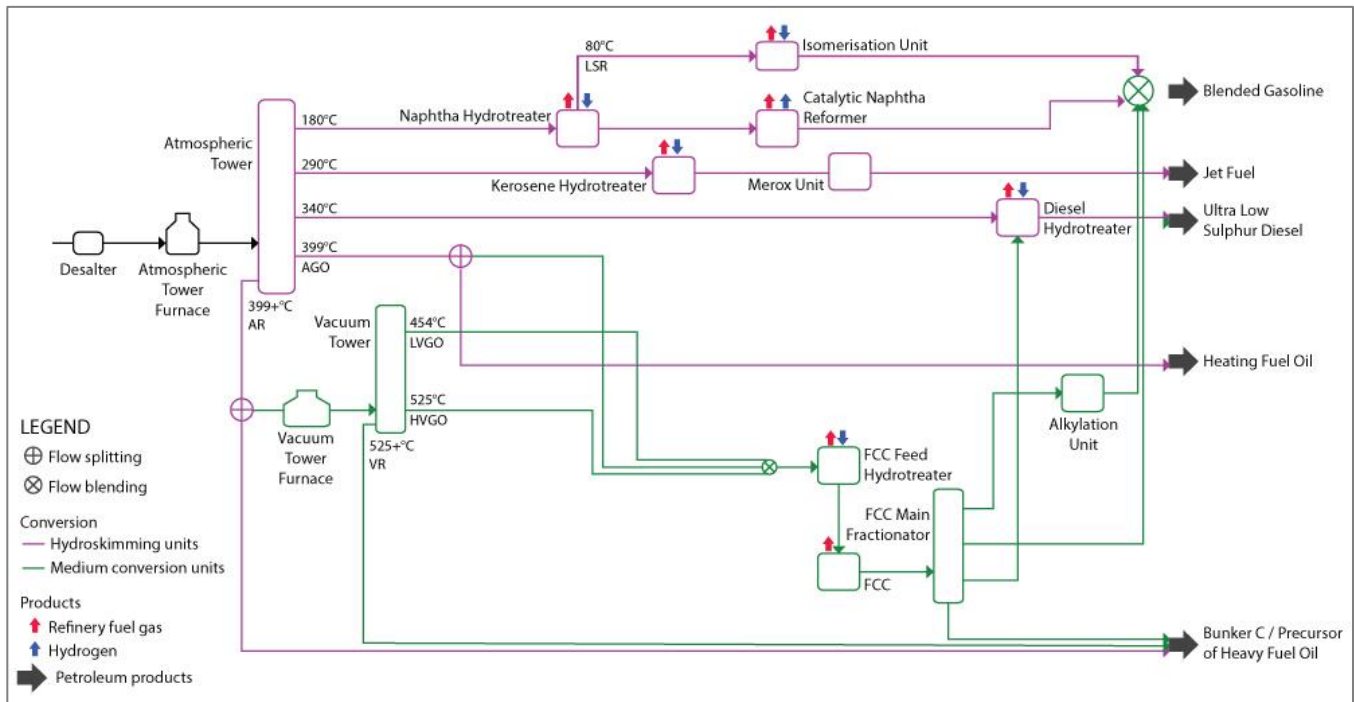 80°C
LSR
Isomerisation Unit
Naphtha Hydrotreater
Catalytic Naphtha
Reformer
Blended Gasoline
Atmospheric
Tower
180°C
290°C
Kerosene Hydrotreater
Merox Unit
Jet Fuel
340°C
Diesel
Hydrotreater
Ultra Low
Sulphur Diesel
399°C
AGO
Desalter
Atmospheric
Tower
Furnace
399+°C
AR
Vacuum
Tower
454°C
LVGO
Heating Fuel Oil
525°C
HVGO
Alkylation
Unit
Vacuum
Tower
Furnace
525+°C
VR
FCC Feed
Hydrotreater
FCC Main
Fractionator
FCC
Bunker C / Precursor
of Heavy Fuel Oil
LEGEND
Flow splitting
Flow blending
Conversion
Hydroskimming units
Medium conversion units
Products
Refinery fuel gas
Hydrogen
Petroleum products